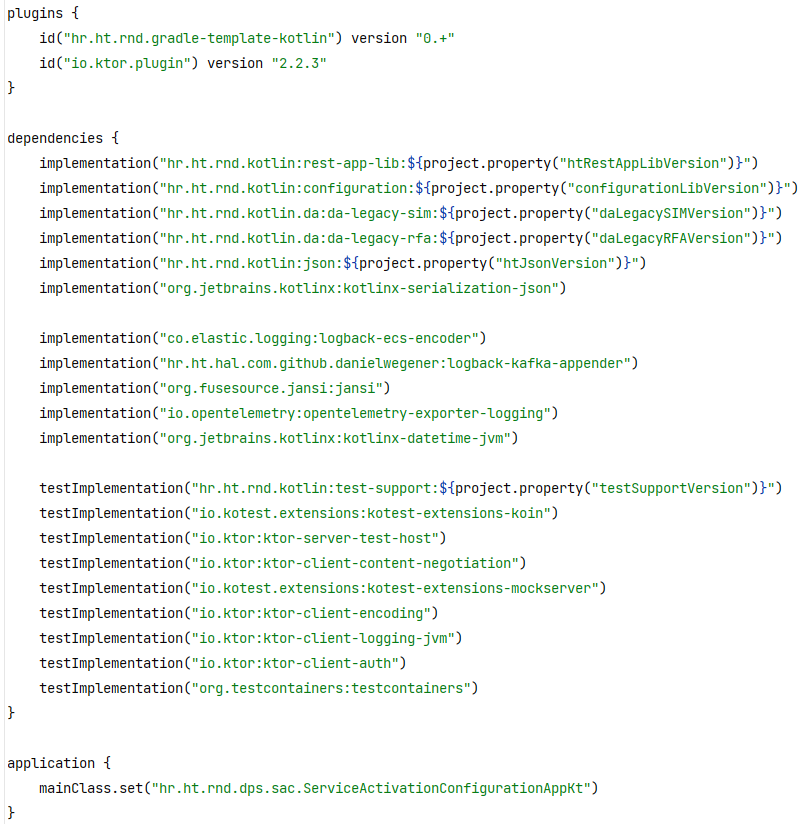 plugins {
    id("hr.ht.rnd.gradle-template-kotlin") version "0.+"
    id("io.ktor.plugin") version "2.2.3"
}

dependencies {
    implementation("hr.ht.rnd.kotlin:rest-app-lib:${project.property("htRestAppLibVersion")}")
    implementation("hr.ht.rnd.kotlin:configuration:${project.property("configurationLibVersion")}")
    implementation("hr.ht.rnd.kotlin.da:da-legacy-sim:${project.property("daLegacySIMVersion")}")
    implementation("hr.ht.rnd.kotlin.da:da-legacy-rfa:${project.property("daLegacyRFAVersion")}")
    implementation("hr.ht.rnd.kotlin:json:${project.property("htJsonVersion")}")
    implementation("org.jetbrains.kotlinx:kotlinx-serialization-json")

    implementation("co.elastic.logging:logback-ecs-encoder")
    implementation("hr.ht.hal.com.github.danielwegener:logback-kafka-appender")
    implementation("org.fusesource.jansi:jansi")
    implementation("io.opentelemetry:opentelemetry-exporter-logging")
    implementation("org.jetbrains.kotlinx:kotlinx-datetime-jvm")

    testImplementation("hr.ht.rnd.kotlin:test-support:${project.property("testSupportVersion")}")
    testImplementation("io.kotest.extensions:kotest-extensions-koin")
    testImplementation("io.ktor:ktor-server-test-host")
    testImplementation("io.ktor:ktor-client-content-negotiation")
    testImplementation("io.kotest.extensions:kotest-extensions-mockserver")
    testImplementation("io.ktor:ktor-client-encoding")
    testImplementation("io.ktor:ktor-client-logging-jvm")
    testImplementation("io.ktor:ktor-client-auth")
    testImplementation("org.testcontainers:testcontainers")
}

application {
    mainClass.set("hr.ht.rnd.dps.sac.ServiceActivationConfigurationAppKt")
}